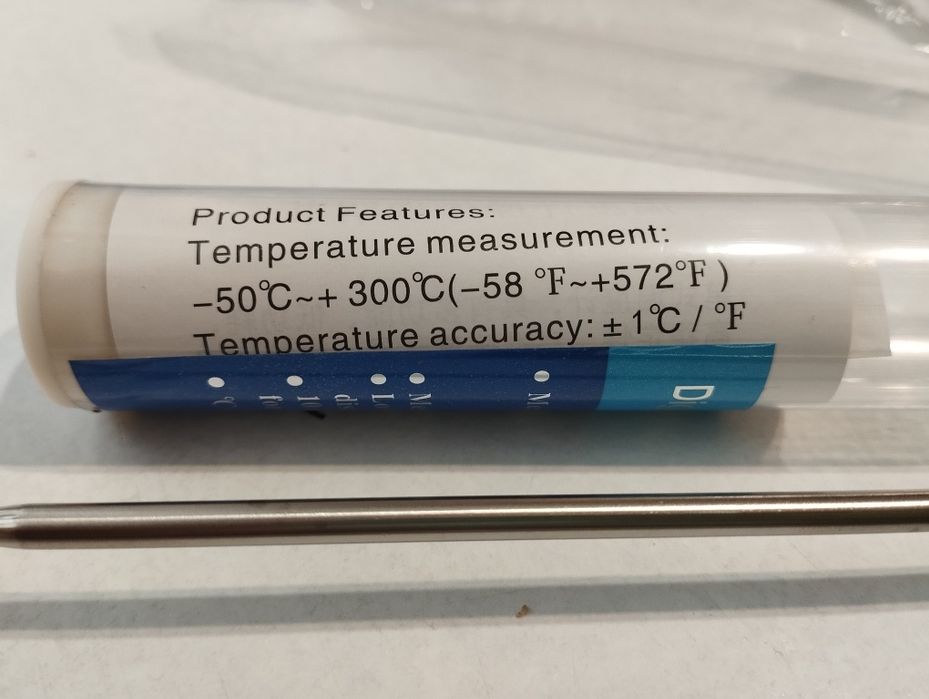 Product Features:
Temperature measurement:
−50℃~+ 300℃(−58 °F~+572°F )
Temperature accuracy: ± 1℃ / °F